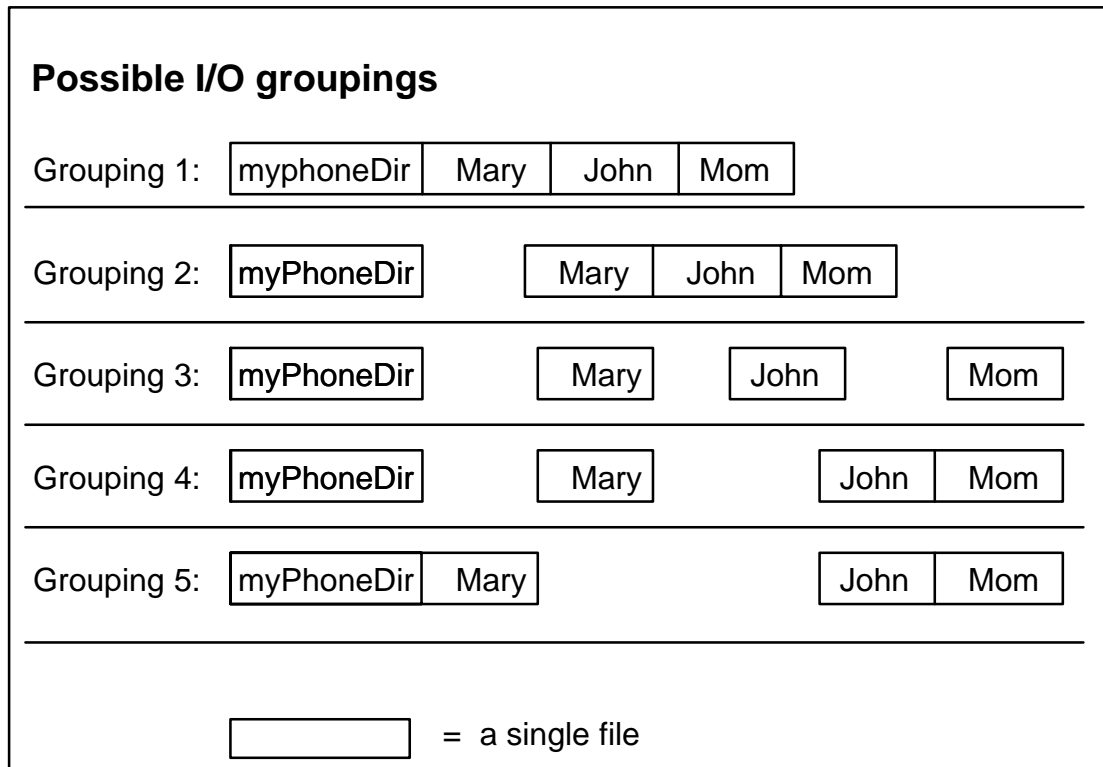 Possible I/O groupings
Grouping 1: myphoneDir Mary John Mom
Grouping 2: myPhoneDir Mary John Mom
Grouping 3: myPhoneDir Mary John Mom
Grouping 4: myPhoneDir Mary John Mom
Grouping 5: myPhoneDir Mary John Mom
= a single file